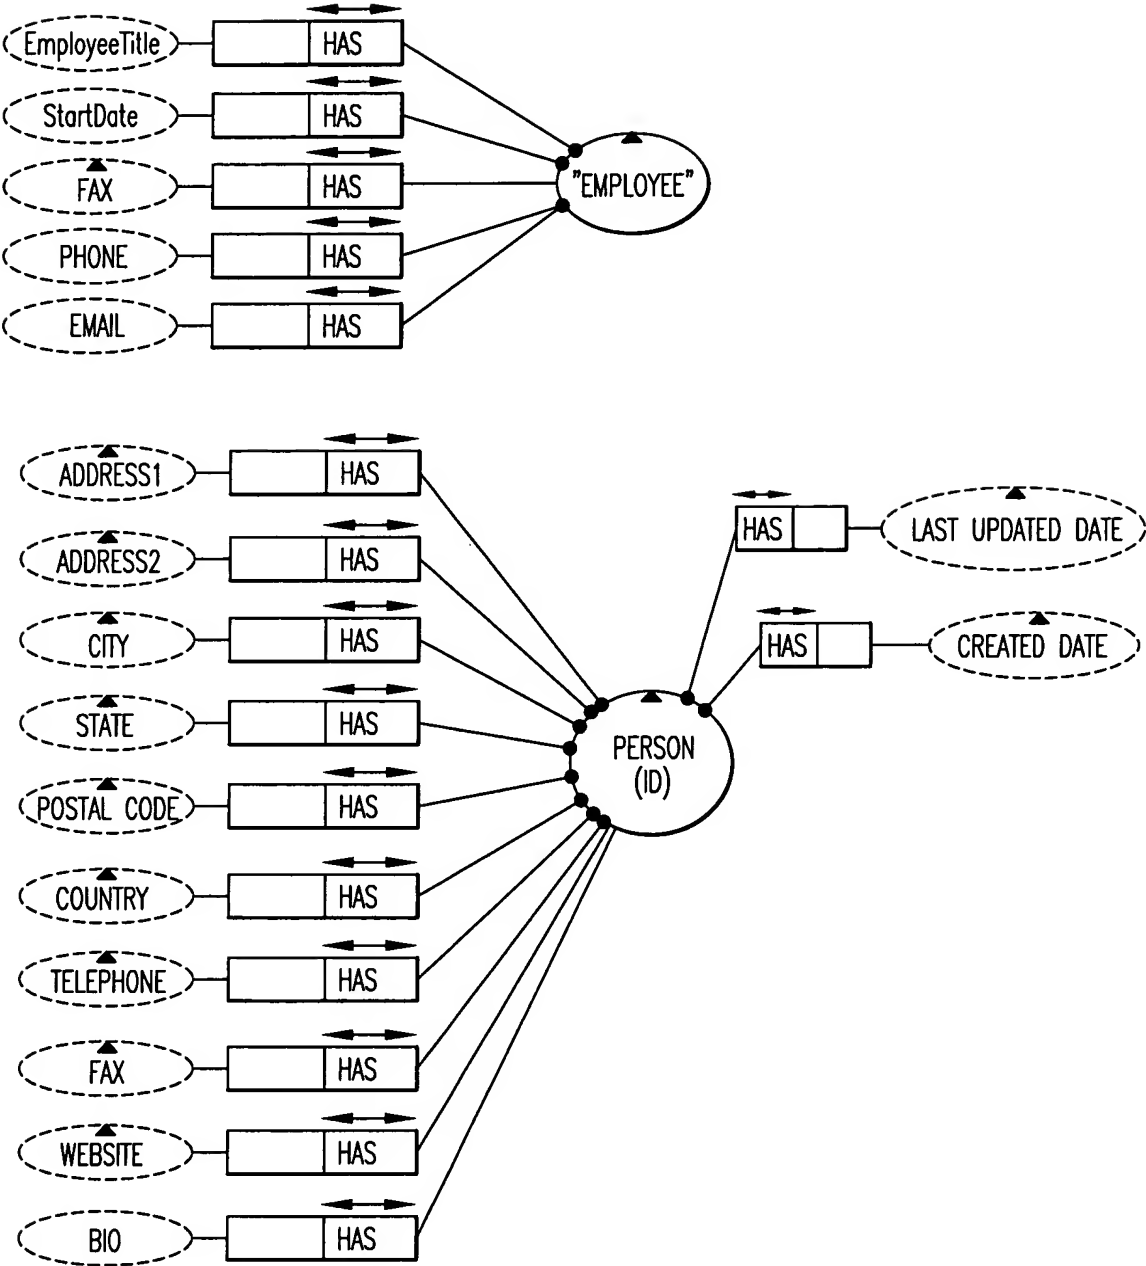 EmployeeTitle HAS
StartDate HAS
FAX HAS
"EMPLOYEE"
PHONE HAS
EMAIL HAS
ADDRESS1 HAS
HAS LAST UPDATED DATE
ADDRESS2 HAS
CITY HAS
HAS CREATED DATE
STATE HAS
PERSON
(ID)
POSTAL CODE HAS
COUNTRY HAS
TELEPHONE HAS
FAX HAS
WEBSITE HAS
BIO HAS